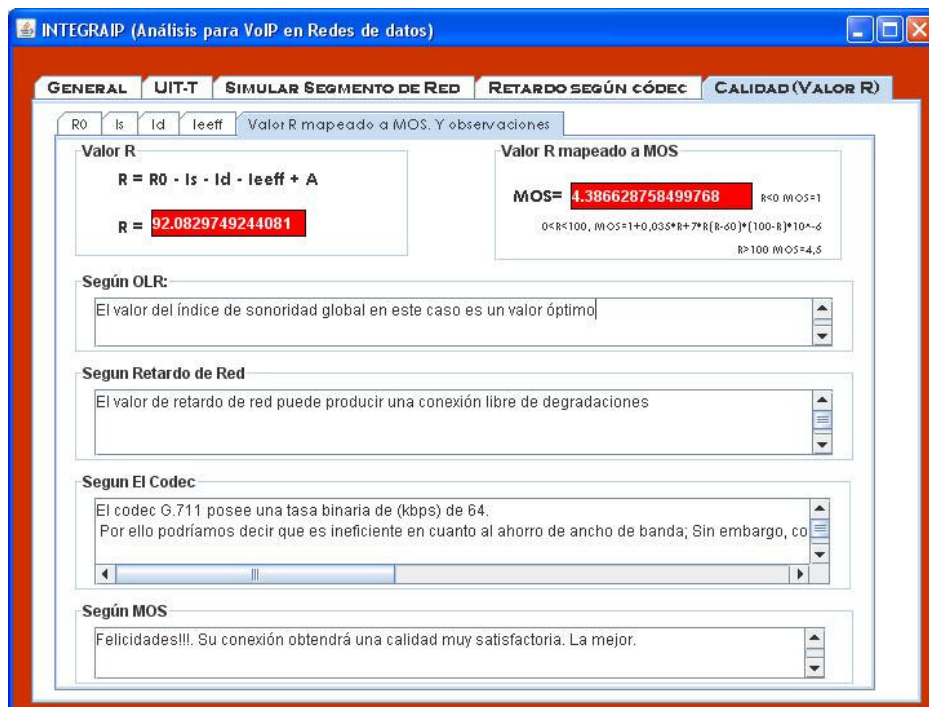 INTEGRAIP (Análisis para VoIP en Redes de datos)
GENERAL UIT-T SIMULAR SEGMENTO DE RED RETARDO SEGÚN CÓDEC CALIDAD (VALOR R)
R0 Is Id Ieeff Valor R mapeado a MOS. Y observaciones
Valor R
R = R0 - Is - Id - Ieeff + A
R = 92.0829749244081
Valor R mapeado a MOS
MOS= 4.386628758499768 R<0 MOS=1
0<R<100, MOS=1+0,035*R+7*R(R-60)*(100-R)*10^-6
R>100 MOS=4,5
Según OLR:
El valor del índice de sonoridad global en este caso es un valor óptimo
Segun Retardo de Red
El valor de retardo de red puede producir una conexión libre de degradaciones
Segun El Codec
El codec G.711 posee una tasa binaria de (kbps) de 64.
Por ello podríamos decir que es ineficiente en cuanto al ahorro de ancho de banda; Sin embargo, co
Según MOS
Felicidades!!!. Su conexión obtendrá una calidad muy satisfactoria. La mejor.